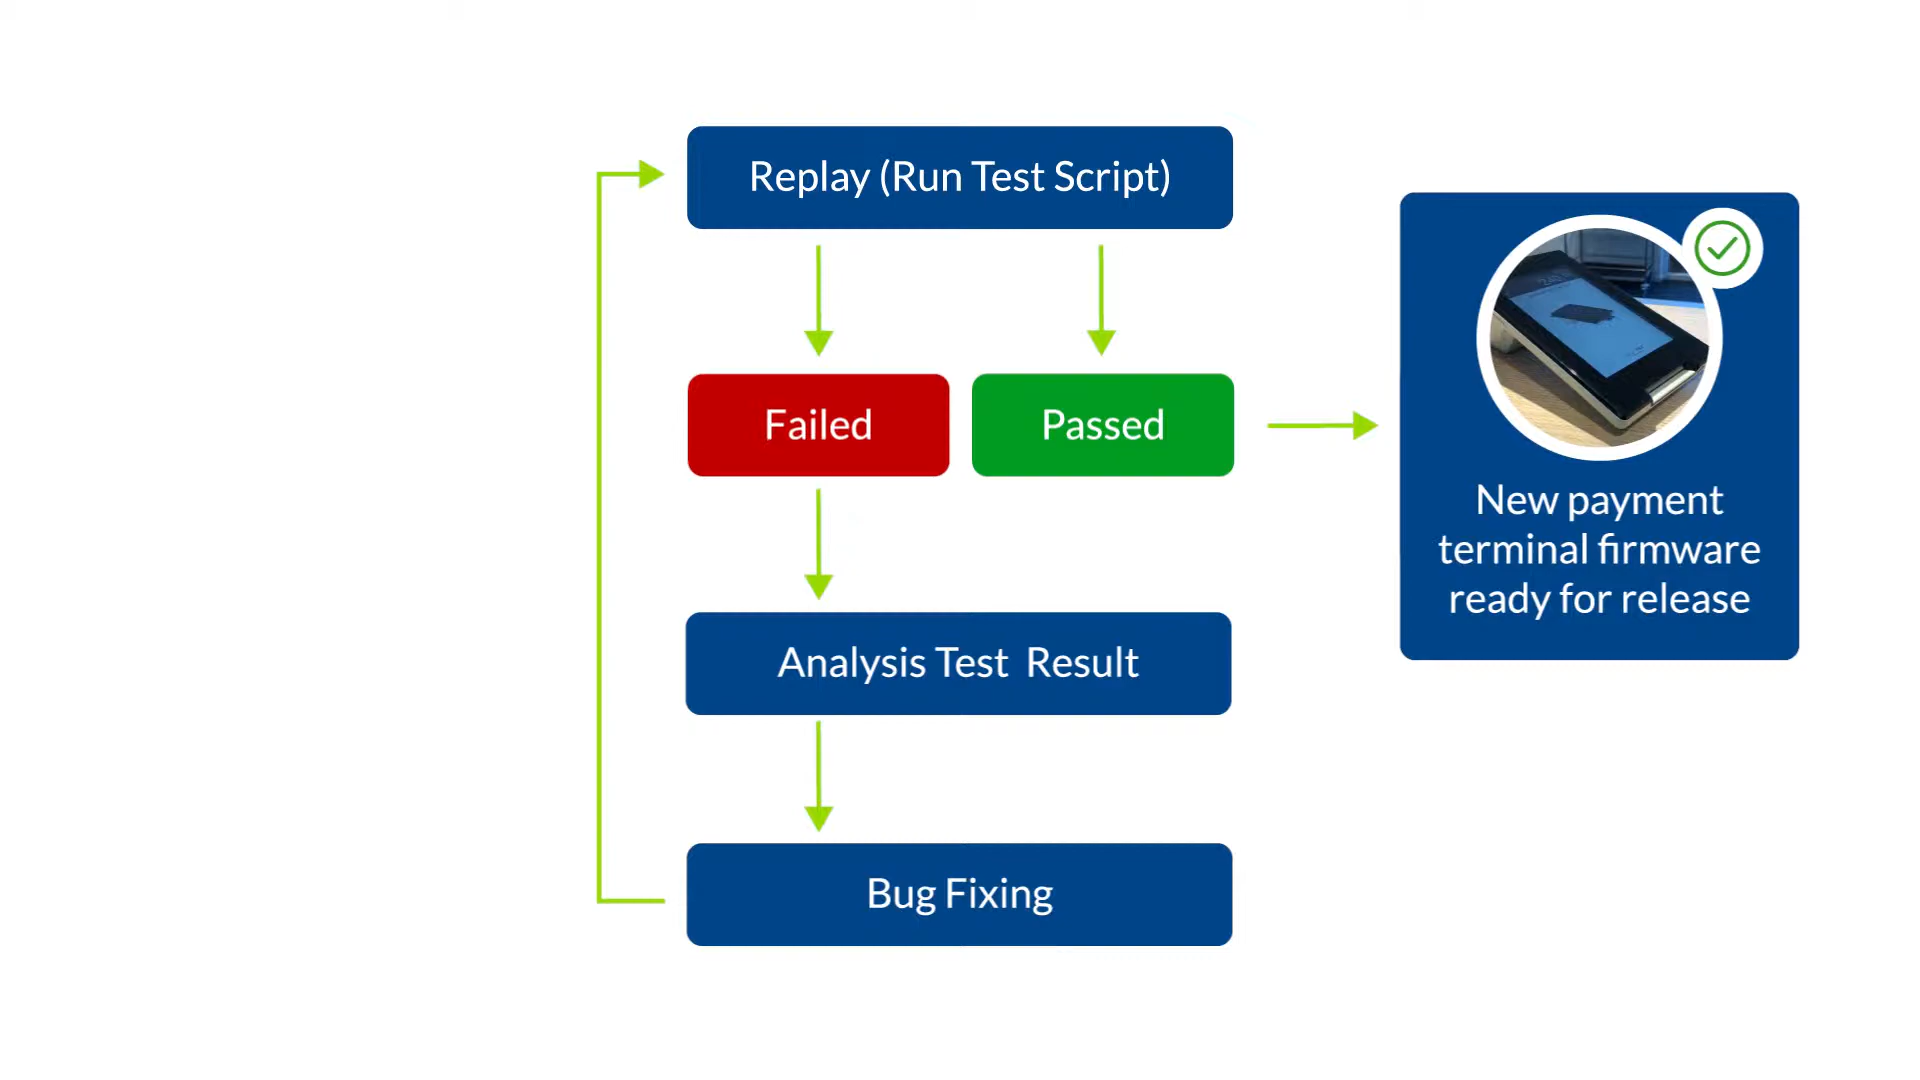 Replay (Run Test Script)
Failed
Passed
New payment
terminal firmware
ready for release
Analysis Test  Result
Bug Fixing